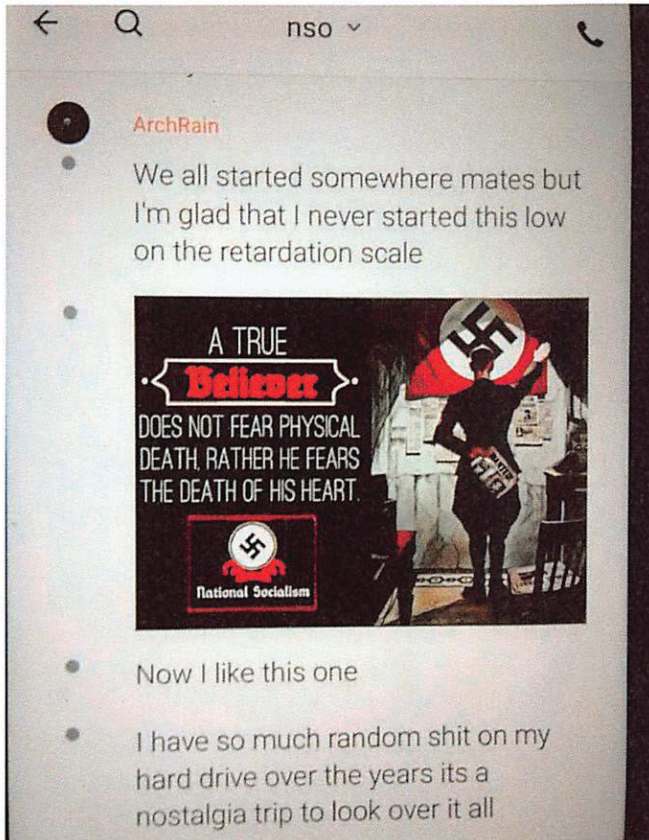 nso
ArchRain
We all started somewhere mates but
I'm glad that I never started this low
on the retardation scale
A TRUE
Believer
DOES NOT FEAR PHYSICAL
DEATH, RATHER HE FEARS
THE DEATH OF HIS HEART.
National Socialism
Now I like this one
I have so much random shit on my
hard drive over the years its a
nostalgia trip to look over it all